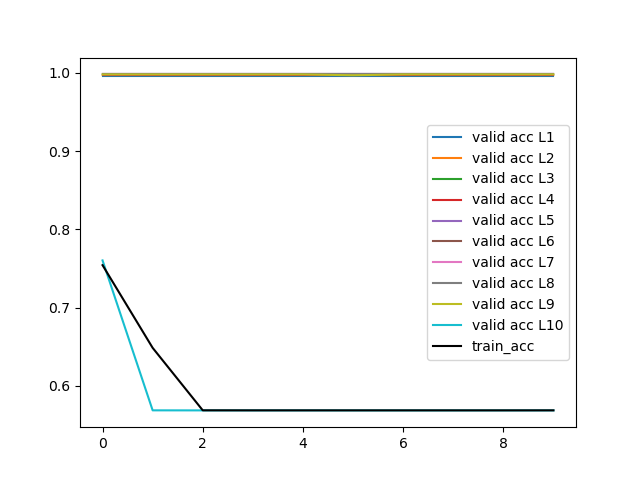 1.0
0.9
0.8
0.7
0.6
0 2 4 6 8
valid acc L1
valid acc L2
valid acc L3
valid acc L4
valid acc L5
valid acc L6
valid acc L7
valid acc L8
valid acc L9
valid acc L10
train_acc